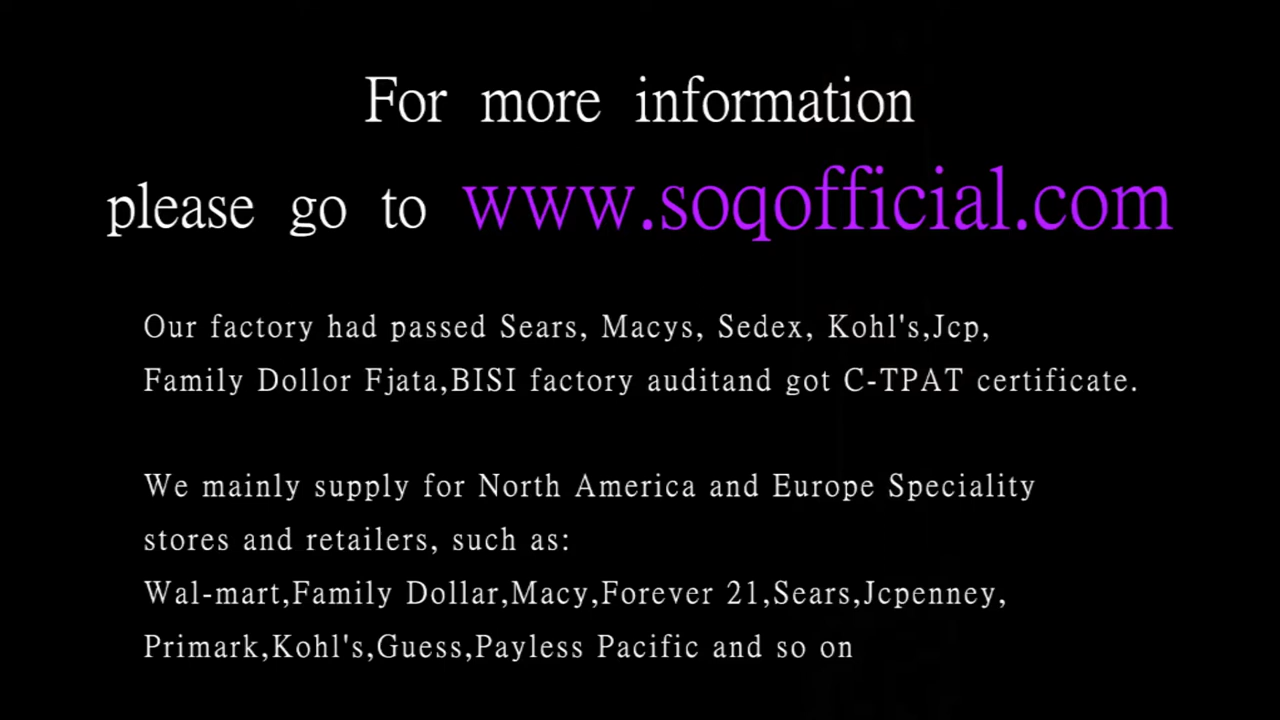 For more information
please go to www.soqofficial.com
Our factory had passed Sears, Macys, Sedex, Kohl's,Jcp,
Family Dollor Fjata,BISI factory auditand got C-TPAT certificate.
We mainly supply for North America and Europe Speciality
stores and retailers, such as:
Wal-mart,Family Dollar,Macy,Forever 21,Sears,Jcpenney,
Primark,Kohl's,Guess,Payless Pacific and so on